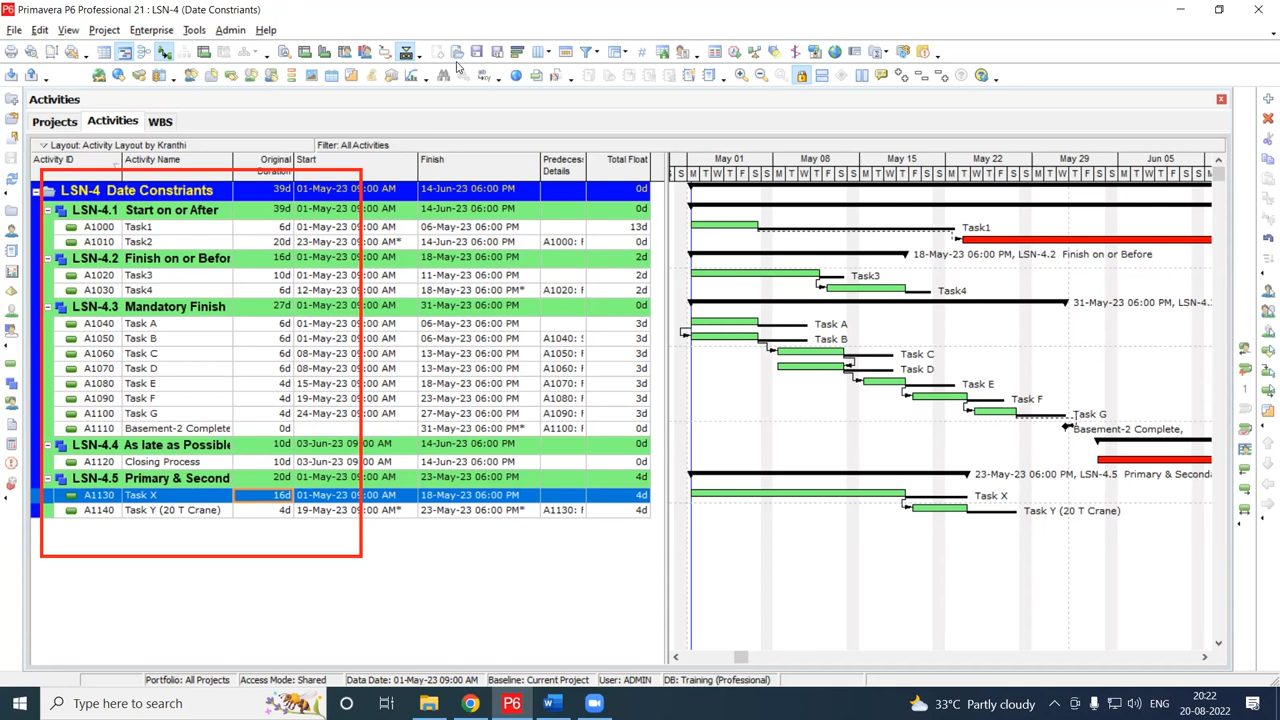 Primavera P6 Professional 21 : LSN-4 (Date Constriants)
File Edit View Project Enterprise Tools Admin Help
Activities
Projects Activities WBS
Layout: Activity Layout by Kranthi Filter: All Activities
Activity ID Activity Name Original Duration Start Finish Predeces: Details Total Float
May 01 May 08 May 15 May 22 May 29 Jun 05
S M T W T F S S M T W T F S S M T W T F S S M T W T F S S M T W T F S S M T W T F S
LSN-4 Date Constriants 39d 01-May-23 09:00 AM 14-Jun-23 06:00 PM 0d
LSN-4.1 Start on or After 39d 01-May-23 09:00 AM 14-Jun-23 06:00 PM 0d
A1000 Task1 6d 01-May-23 09:00 AM 06-May-23 06:00 PM 13d Task1
A1010 Task2 6d 23-May-23 09:00 AM* 14-Jun-23 06:00 PM A1000: F 0d
LSN-4.2 Finish on or Befor 16d 01-May-23 09:00 AM 18-May-23 06:00 PM 2d 18-May-23 06:00 PM, LSN-4.2 Finish on or Before
A1020 Task3 10d 01-May-23 09:00 AM 11-May-23 06:00 PM 2d Task3
A1030 Task4 6d 12-May-23 09:00 AM 18-May-23 06:00 PM* A1020: F 2d Task4
LSN-4.3 Mandatory Finish 27d 01-May-23 09:00 AM 31-May-23 06:00 PM 3d 31-May-23 06:00 PM, LSN-4.
A1040 Task A 6d 01-May-23 09:00 AM 06-May-23 06:00 PM 3d Task A
A1050 Task B 6d 01-May-23 09:00 AM 06-May-23 06:00 PM A1040: S 3d Task B
A1060 Task C 6d 08-May-23 09:00 AM 13-May-23 06:00 PM A1050: F 3d Task C
A1070 Task D 6d 08-May-23 09:00 AM 13-May-23 06:00 PM A1060: F 3d Task D
A1080 Task E 4d 15-May-23 09:00 AM 18-May-23 06:00 PM A1070: F 3d Task E
A1090 Task F 4d 19-May-23 09:00 AM 23-May-23 06:00 PM A1080: F 3d Task F
A1100 Task G 4d 24-May-23 09:00 AM 27-May-23 06:00 PM A1090: F 3d Task G
A1110 Basement-2 Complete 0d 31-May-23 06:00 PM* A1100: F 3d Basement-2 Complete,
LSN-4.4 As late as Possible 10d 03-Jun-23 09:00 AM 14-Jun-23 06:00 PM 0d
A1120 Closing Process 10d 03-Jun-23 09:00 AM 14-Jun-23 06:00 PM 0d
LSN-4.5 Primary & Second 20d 01-May-23 09:00 AM 23-May-23 06:00 PM 4d 23-May-23 06:00 PM, LSN-4.5 Primary & Second
A1130 Task X 16d 01-May-23 09:00 AM 18-May-23 06:00 PM 4d Task X
A1140 Task Y (20 T Crane) 4d 19-May-23 09:00 AM* 23-May-23 06:00 PM* A1130: F 4d Task Y (20 T Crane)
Portfolio: All Projects Access Mode: Shared Data Date: 01-May-23 09:00 AM Baseline: Current Project User: ADMIN DB: Training (Professional)
Type here to search P6 33°C Partly cloudy ENG 20:22
20-08-2022